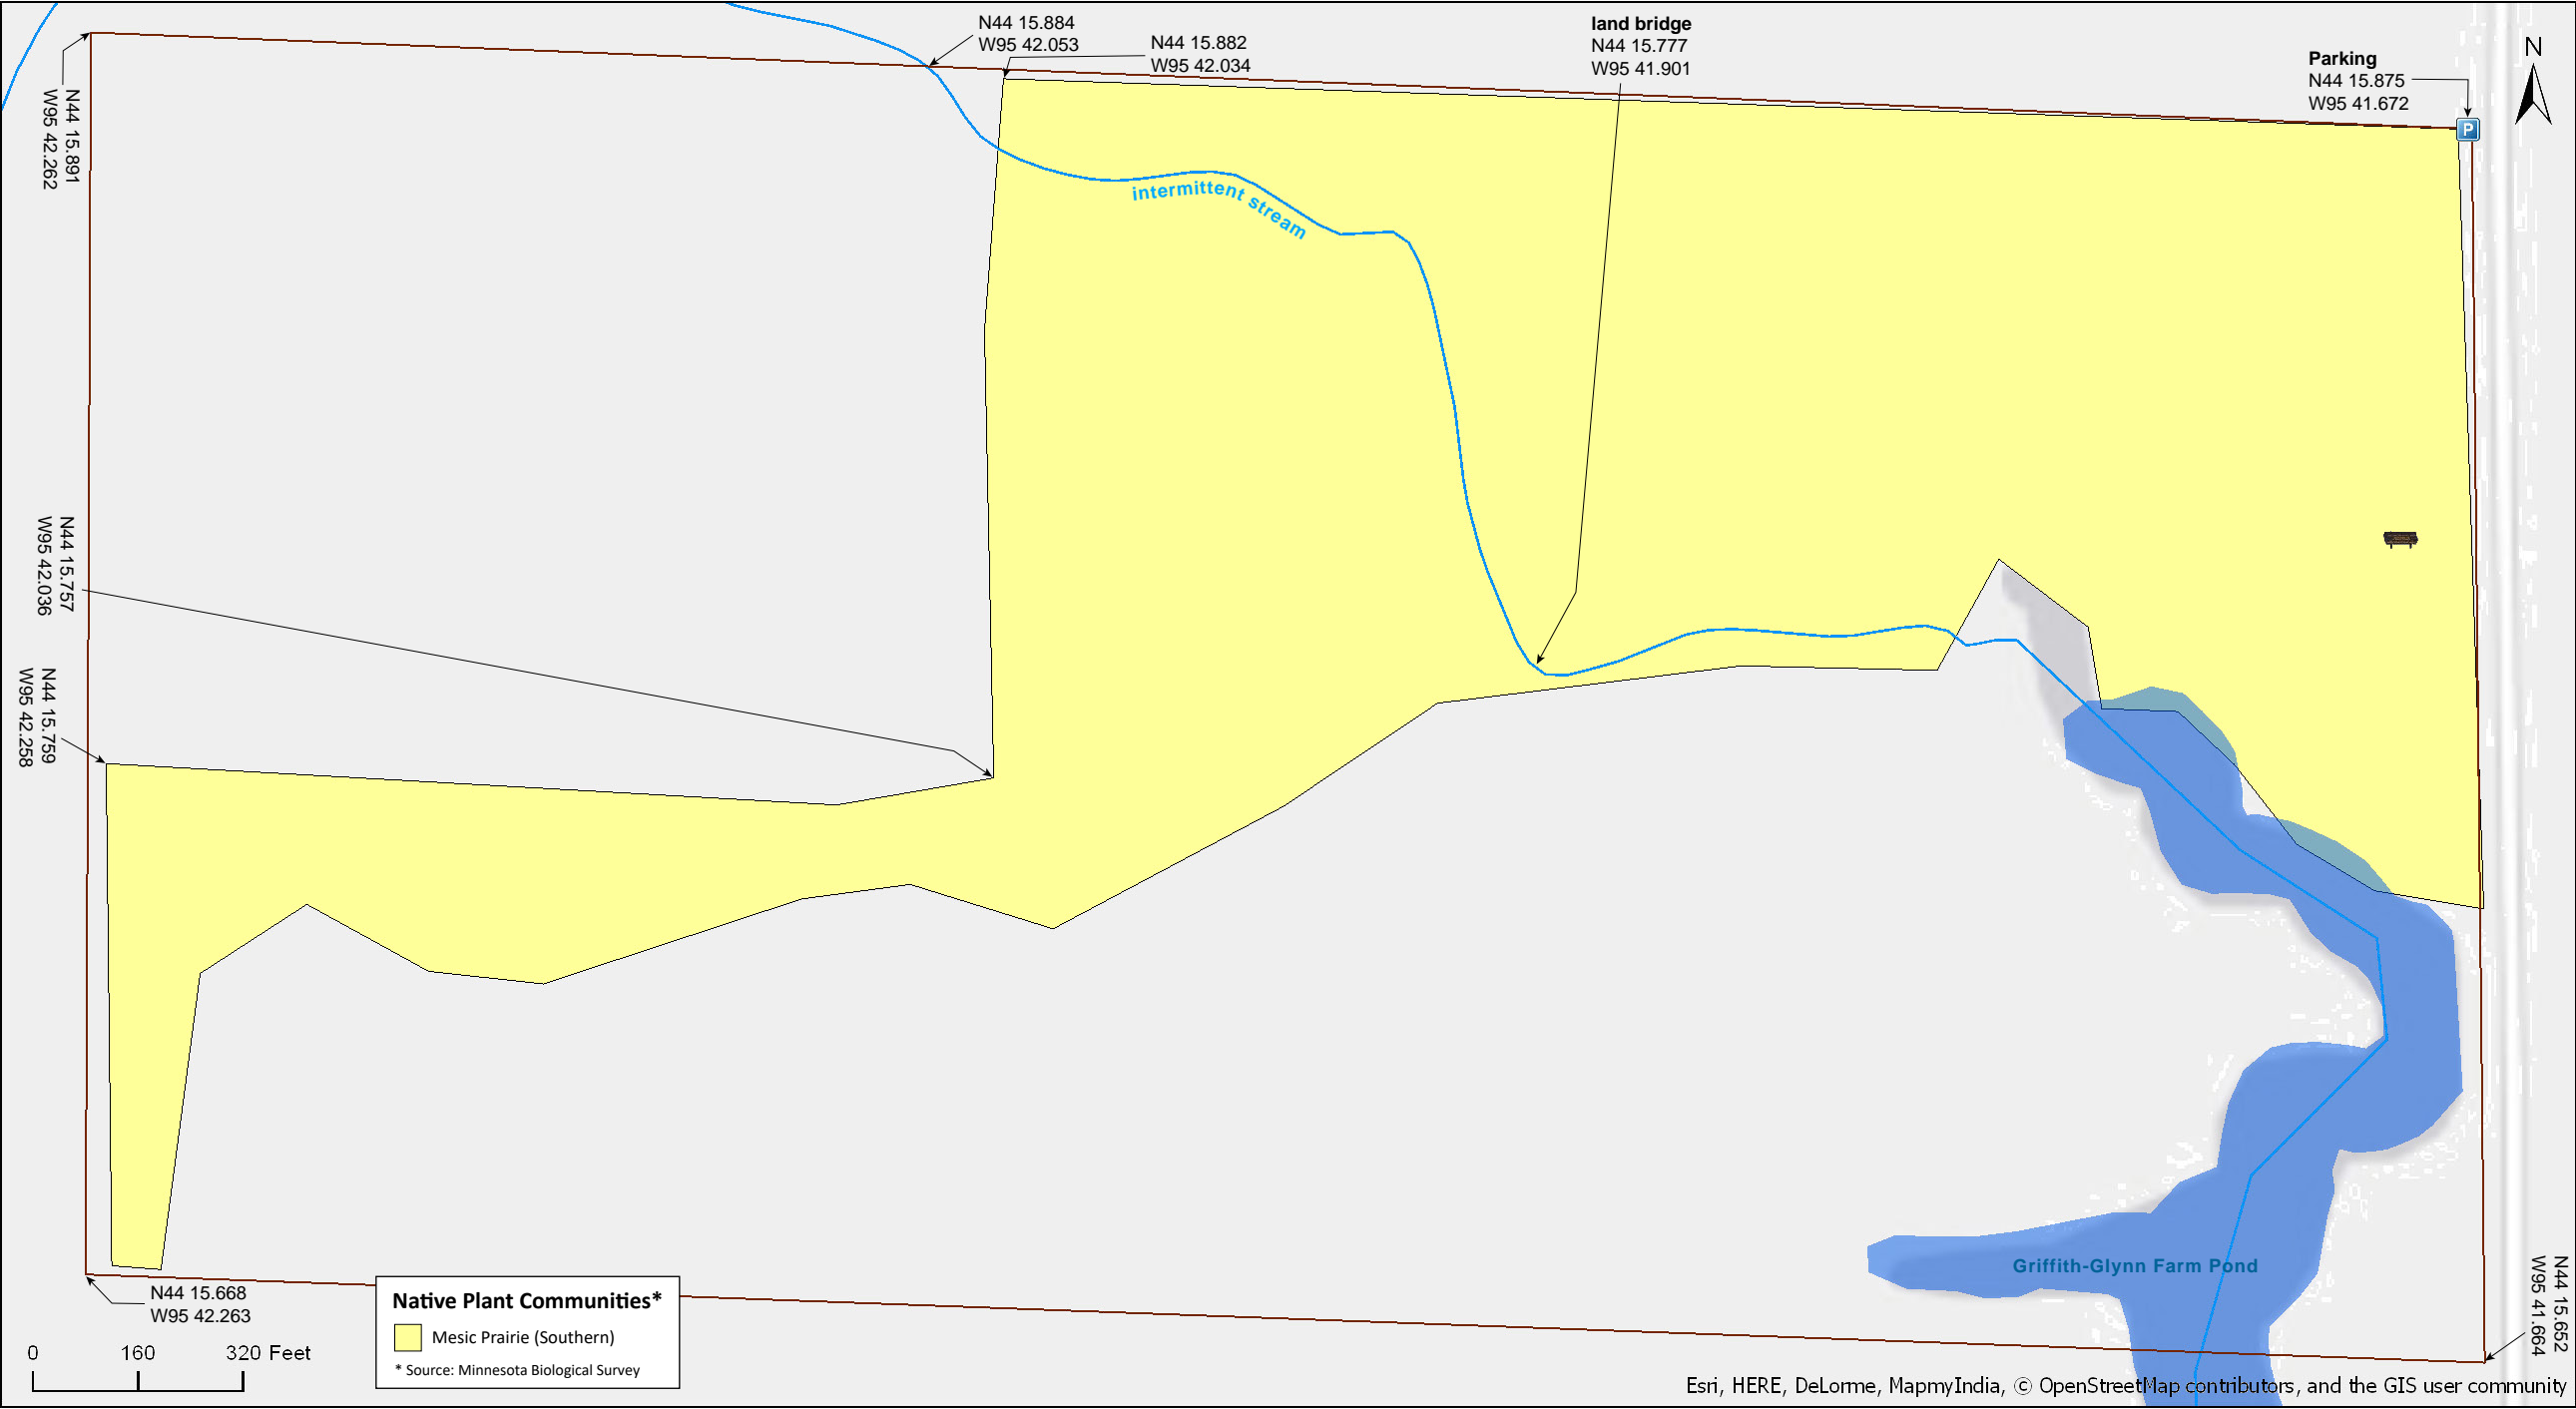 N44 15.884
W95 42.053
N44 15.882
W95 42.034
land bridge
N44 15.777
W95 41.901
Parking
N44 15.875
W95 41.672
P
N
N44 15.891
W95 42.262
intermittent stream
N44 15.757
W95 42.036
N44 15.759
W95 42.258
N44 15.668
W95 42.263
Griffith-Glynn Farm Pond
N44 15.652
W95 41.664
0 160 320 Feet
Native Plant Communities*
Mesic Prairie (Southern)
* Source: Minnesota Biological Survey
Esri, HERE, DeLorme, MapmyIndia, © OpenStreetMap contributors, and the GIS user community